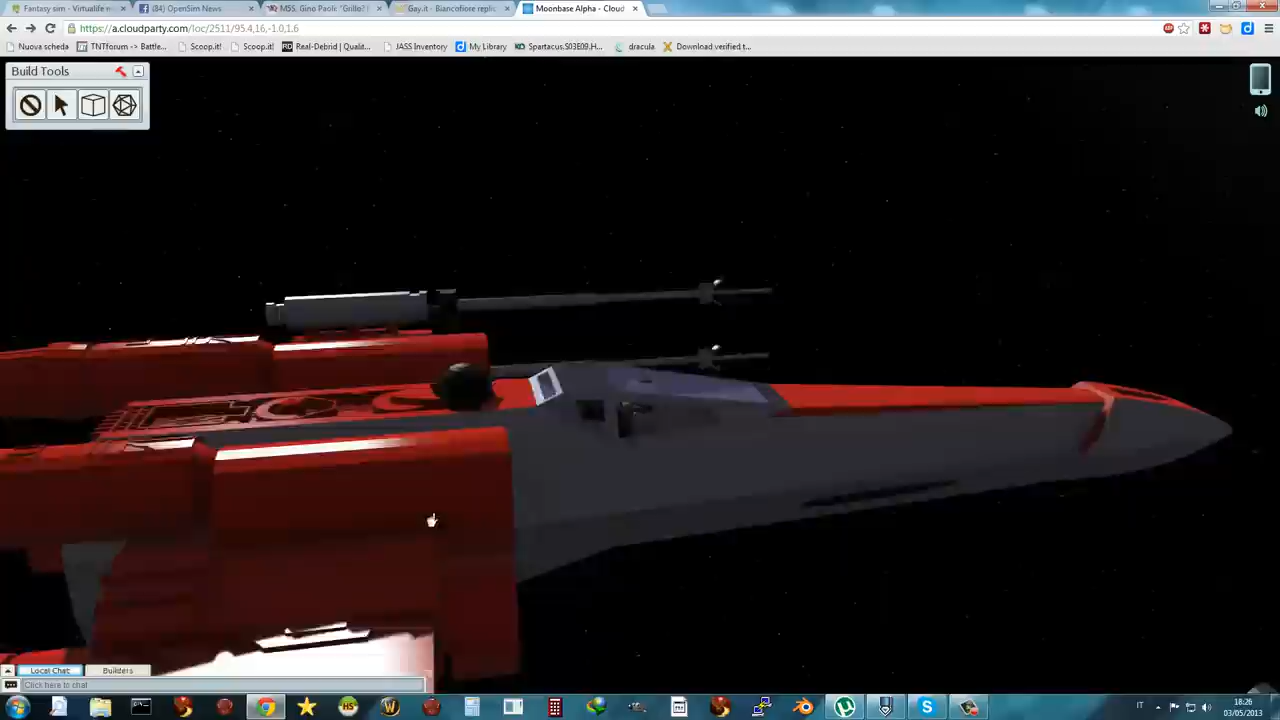 Fantasy sim - Virtualife n
(84) OpenSim News
MSS. Gino Paoli: "Grillo?
Gay.it - Biancofiore replic
Moonbase Alpha - Cloud
https://a.cloudparty.com/loc/2511/95.4,16,-1.0,1.6
Nuova scheda
TNTforum -> Battle...
Scoop.it!
Scoop.it!
Real-Debrid | Qualit...
JASS Inventory
My Library
Spartacus.S03E09.H...
dracula
Download verified t...
Build Tools
Local Chat
Builders
Click here to chat
IT
18:26
03/05/2013